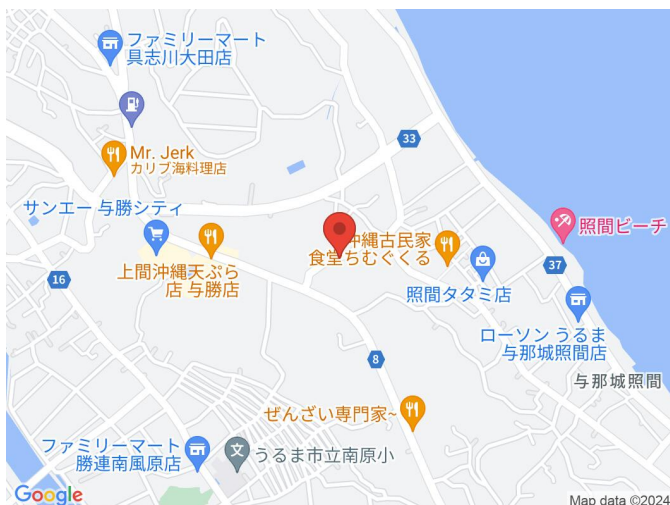 ファミリーマート
具志川大田店
33
Mr. Jerk
カリブ海料理店
サンエー 与勝シティ
照間ビーチ
沖縄古民家
食堂ちむぐくる
上間沖縄天ぷら
店 与勝店
16
37
照間タタミ店
ローソン うるま
与那城照間店
8
与那城照間
ぜんざい専門家~
ファミリーマート
勝連南風原店
文
うるま市立南原小
Google
Map data ©2024